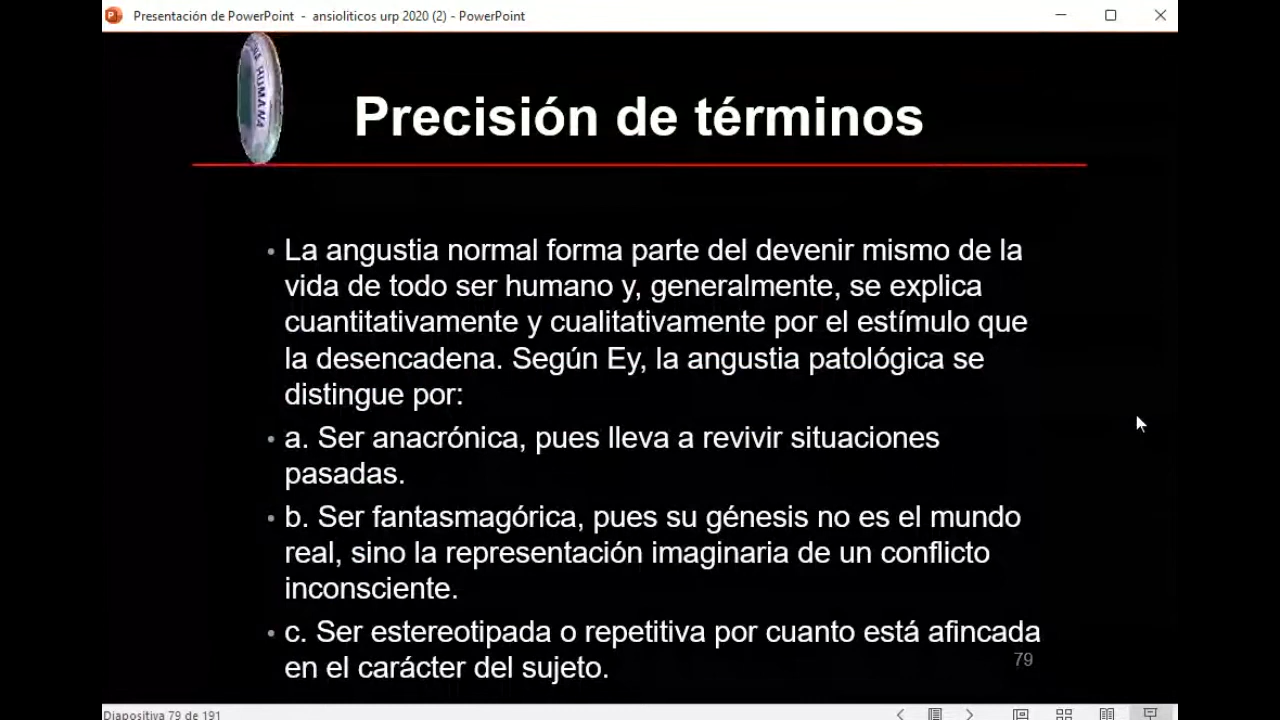 Presentación de PowerPoint - ansioliticos urp 2020 (2) - PowerPoint
HUMANA
Precisión de términos
• La angustia normal forma parte del devenir mismo de la
vida de todo ser humano y, generalmente, se explica
cuantitativamente y cualitativamente por el estímulo que
la desencadena. Según Ey, la angustia patológica se
distingue por:
• a. Ser anacrónica, pues lleva a revivir situaciones
pasadas.
• b. Ser fantasmagórica, pues su génesis no es el mundo
real, sino la representación imaginaria de un conflicto
inconsciente.
• c. Ser estereotipada o repetitiva por cuanto está afincada
en el carácter del sujeto.
79
Diapositiva 79 de 191